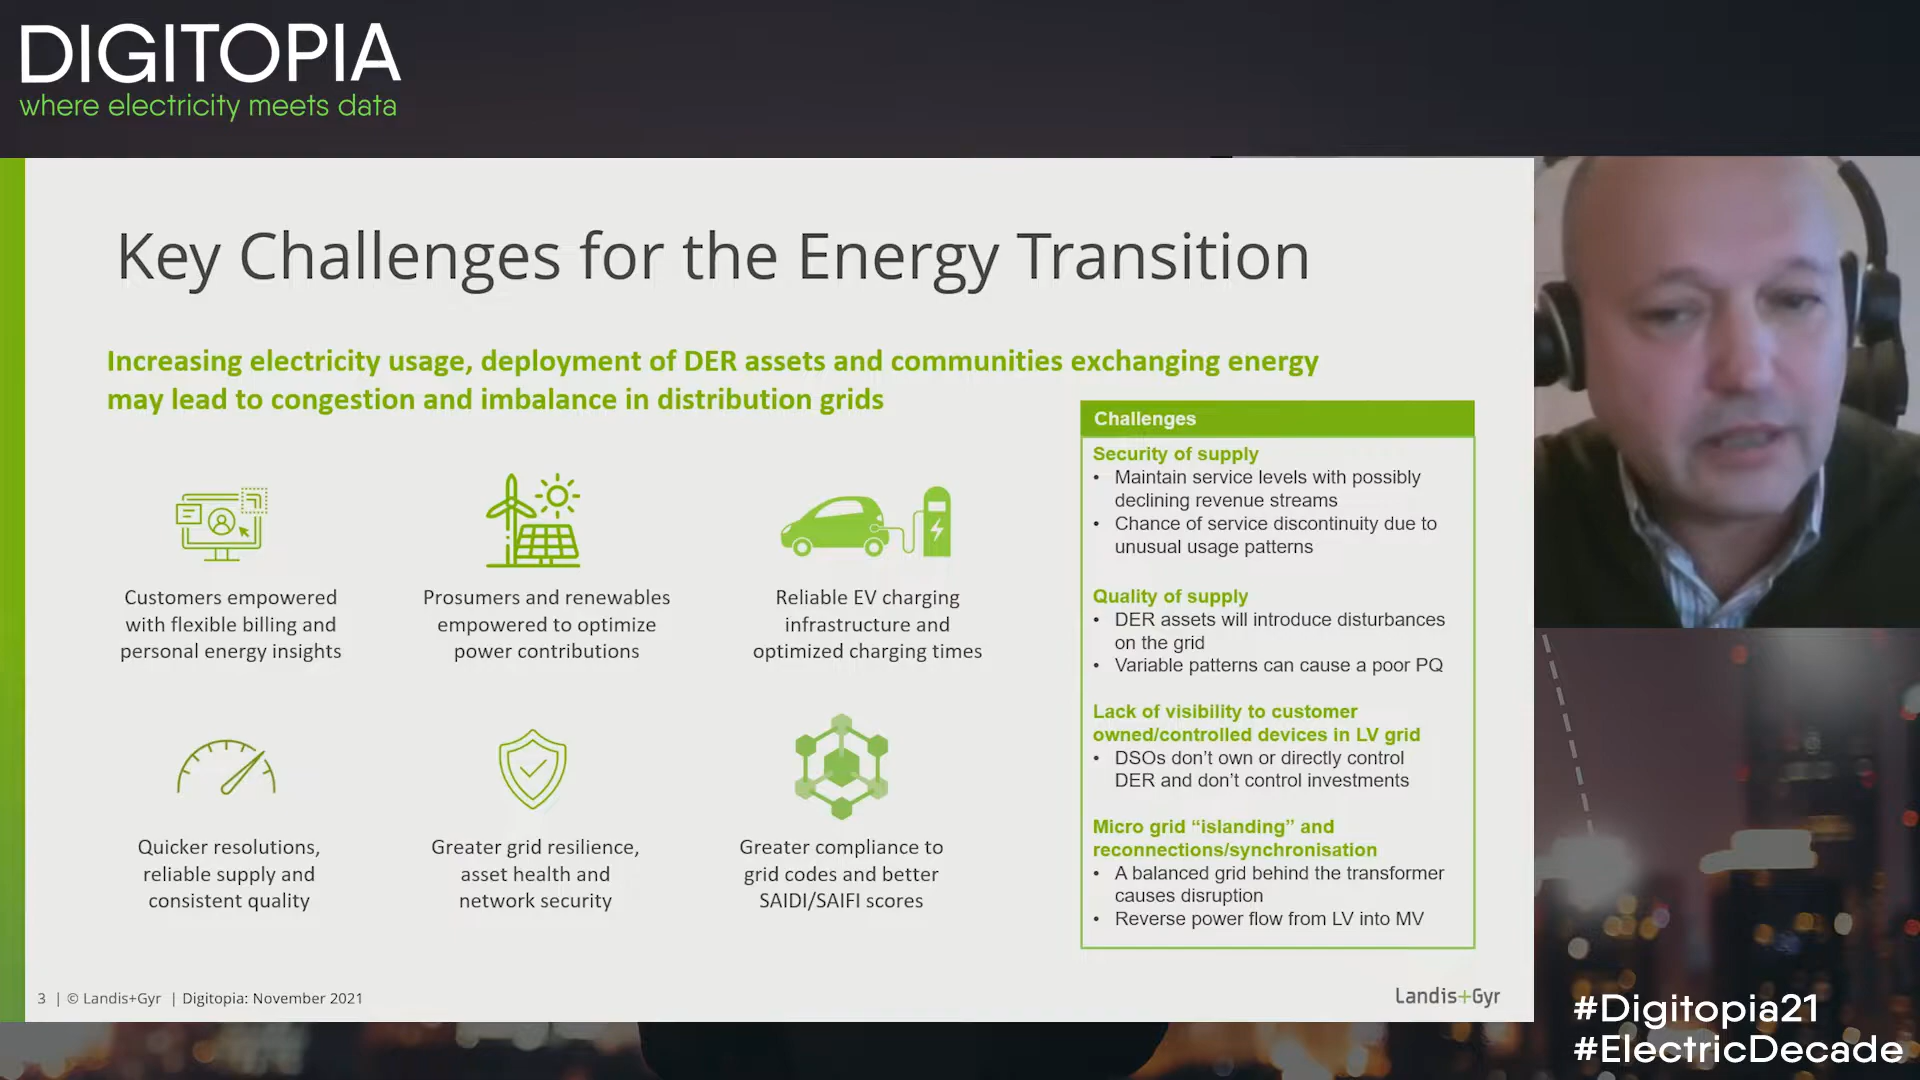 DIGITOPIA
where electricity meets data
Key Challenges for the Energy Transition
Increasing electricity usage, deployment of DER assets and communities exchanging energy
may lead to congestion and imbalance in distribution grids
Customers empowered
with flexible billing and
personal energy insights
Prosumers and renewables
empowered to optimize
power contributions
Reliable EV charging
infrastructure and
optimized charging times
Quicker resolutions,
reliable supply and
consistent quality
Greater grid resilience,
asset health and
network security
Greater compliance to
grid codes and better
SAIDI/SAIFI scores
Challenges
Security of supply
• Maintain service levels with possibly
declining revenue streams
• Chance of service discontinuity due to
unusual usage patterns
Quality of supply
• DER assets will introduce disturbances
on the grid
• Variable patterns can cause a poor PQ
Lack of visibility to customer
owned/controlled devices in LV grid
• DSOs don’t own or directly control
DER and don’t control investments
Micro grid “islanding” and
reconnections/synchronisation
• A balanced grid behind the transformer
causes disruption
• Reverse power flow from LV into MV
3 | © Landis+Gyr | Digitopia: November 2021
Landis+Gyr
#Digitopia21
#ElectricDecade